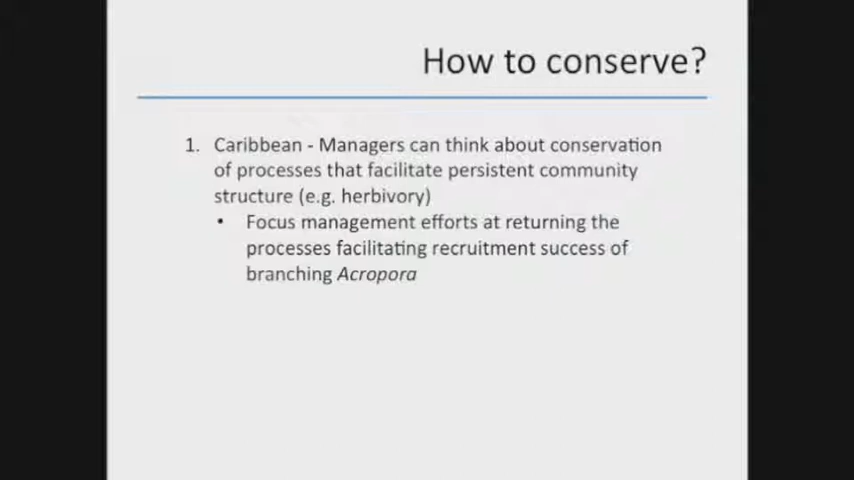 How to conserve?
1. Caribbean - Managers can think about conservation
of processes that facilitate persistent community
structure (e.g. herbivory)
• Focus management efforts at returning the
processes facilitating recruitment success of
branching Acropora